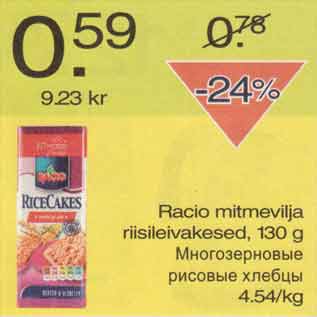 0.59
0.78
9.23 kr
-24%
RACIO
RICECAKES
Racio mitmevilja
riisileivakesed, 130 g
Многозерновые
рисовые хлебцы
4.54/kg